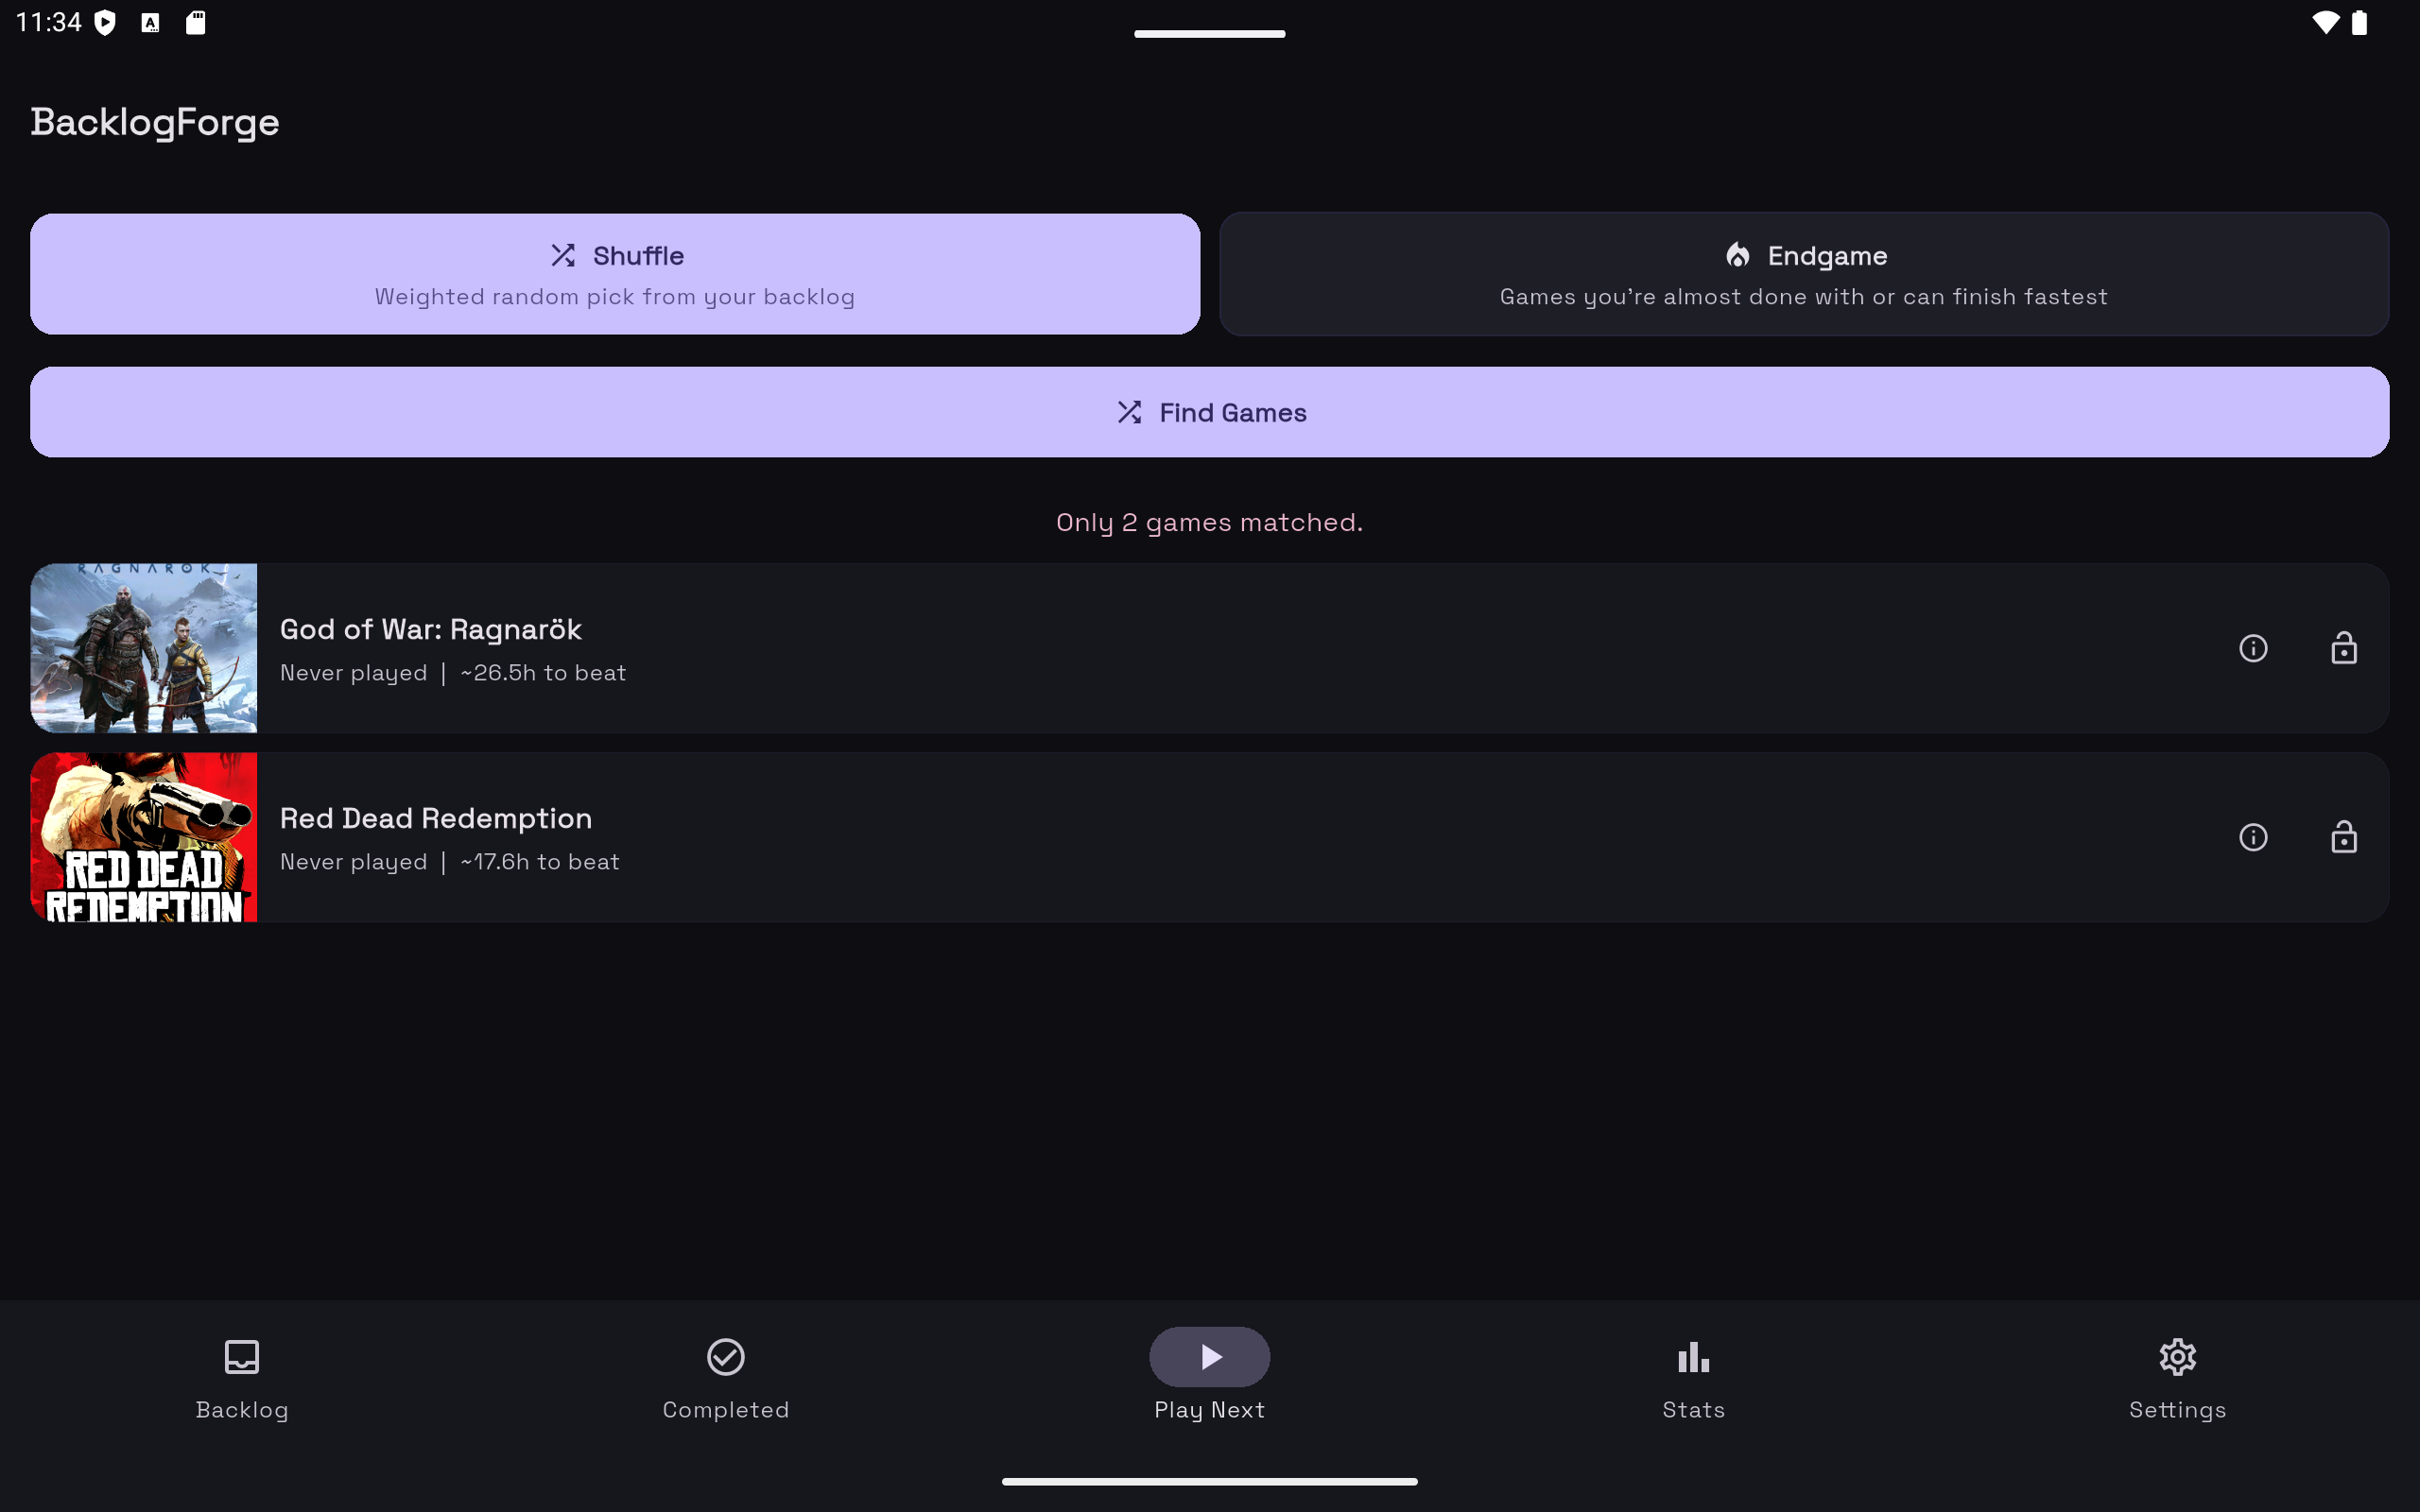 11:34
BacklogForge
Shuffle
Weighted random pick from your backlog
Endgame
Games you're almost done with or can finish fastest
Find Games
Only 2 games matched.
RAGNARÖK
God of War: Ragnarök
Never played | ~26.5h to beat
RED DEAD
REDEMPTION
Red Dead Redemption
Never played | ~17.6h to beat
Backlog
Completed
Play Next
Stats
Settings